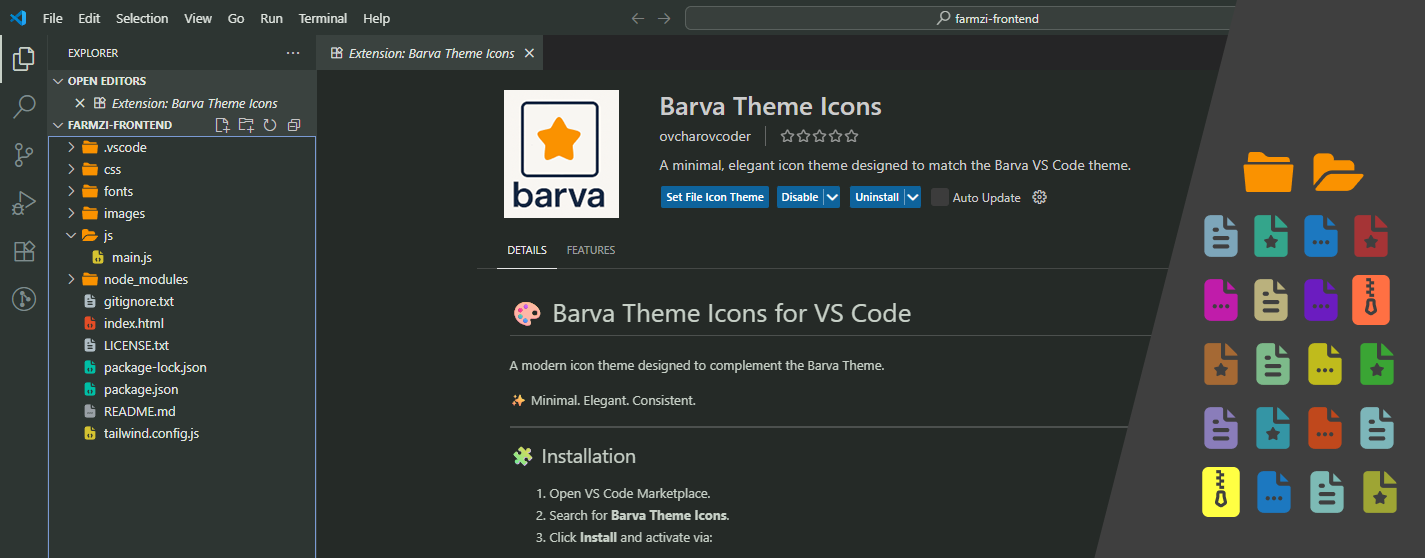 File Edit Selection View Go Run Terminal Help
farmzi-frontend
EXPLORER
Extension: Barva Theme Icons
OPEN EDITORS
Extension: Barva Theme Icons
FARMZI-FRONTEND
.vscode
css
fonts
images
js
main.js
node_modules
gitignore.txt
index.html
LICENSE.txt
package-lock.json
package.json
README.md
tailwind.config.js
barva
Barva Theme Icons
ovcharovcoder
A minimal, elegant icon theme designed to match the Barva VS Code theme.
Set File Icon Theme Disable Uninstall Auto Update
DETAILS FEATURES
Barva Theme Icons for VS Code
A modern icon theme designed to complement the Barva Theme.
Minimal. Elegant. Consistent.
Installation
1. Open VS Code Marketplace.
2. Search for Barva Theme Icons.
3. Click Install and activate via: